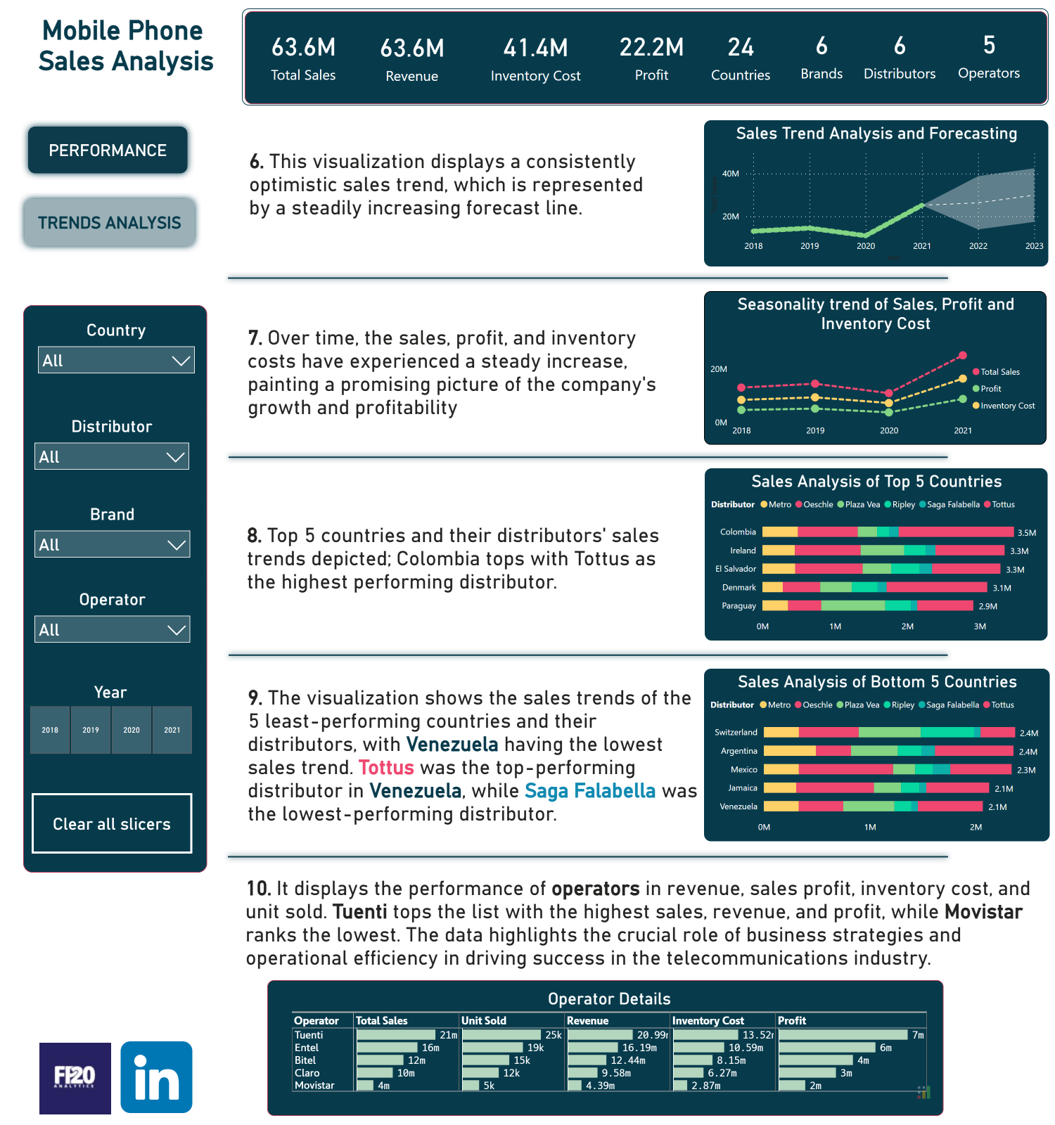 Mobile Phone
Sales Analysis
63.6M
Total Sales
63.6M
Revenue
41.4M
Inventory Cost
22.2M
Profit
24
Countries
6
Brands
6
Distributors
5
Operators
PERFORMANCE
TRENDS ANALYSIS
Country
All
Distributor
All
Brand
All
Operator
All
Year
2018 2019 2020 2021
Clear all slicers
6. This visualization displays a consistently
optimistic sales trend, which is represented
by a steadily increasing forecast line.
Sales Trend Analysis and Forecasting
40M
20M
2018 2019 2020 2021 2022 2023
7. Over time, the sales, profit, and inventory
costs have experienced a steady increase,
painting a promising picture of the company's
growth and profitability
Seasonality trend of Sales, Profit and
Inventory Cost
20M
0M
2018 2019 2020 2021
Total Sales
Profit
Inventory Cost
8. Top 5 countries and their distributors' sales
trends depicted; Colombia tops with Tottus as
the highest performing distributor.
Sales Analysis of Top 5 Countries
Distributor Metro Oeschle Plaza Vea Ripley Saga Falabella Tottus
Colombia 3.5M
Ireland 3.3M
El Salvador 3.3M
Denmark 3.1M
Paraguay 2.9M
0M 1M 2M 3M
9. The visualization shows the sales trends of the
5 least-performing countries and their
distributors, with Venezuela having the lowest
sales trend. Tottus was the top-performing
distributor in Venezuela, while Saga Falabella was
the lowest-performing distributor.
Sales Analysis of Bottom 5 Countries
Distributor Metro Oeschle Plaza Vea Ripley Saga Falabella Tottus
Switzerland 2.4M
Argentina 2.4M
Mexico 2.3M
Jamaica 2.1M
Venezuela 2.1M
0M 1M 2M
10. It displays the performance of operators in revenue, sales profit, inventory cost, and
unit sold. Tuenti tops the list with the highest sales, revenue, and profit, while Movistar
ranks the lowest. The data highlights the crucial role of business strategies and
operational efficiency in driving success in the telecommunications industry.
Operator Details
Operator Total Sales Unit Sold Revenue Inventory Cost Profit
Tuenti 21m 25k 20.99m 13.52m 7m
Entel 16m 19k 16.19m 10.59m 6m
Bitel 12m 15k 12.44m 8.15m 4m
Claro 10m 12k 9.58m 6.27m 3m
Movistar 4m 5k 4.39m 2.87m 2m
FP20
ANALYTICS
in